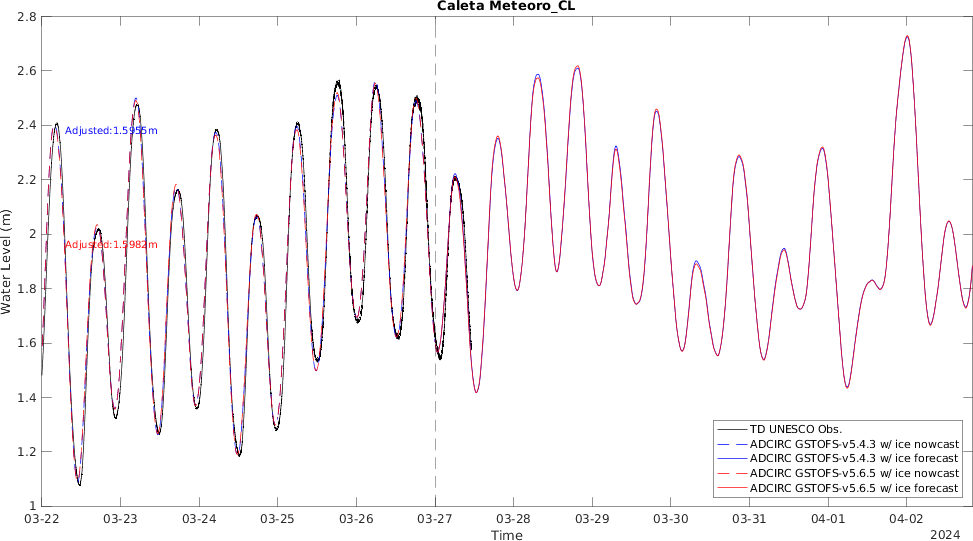 Caleta Meteoro_CL
Water Level (m)
2.8
2.6
2.4
2.2
2
1.8
1.6
1.4
1.2
1
Adjusted:1.5955m
Adjusted:1.5982m
TD UNESCO Obs.
ADCIRC GSTOFS-v5.4.3 w/ ice nowcast
ADCIRC GSTOFS-v5.4.3 w/ ice forecast
ADCIRC GSTOFS-v5.6.5 w/ ice nowcast
ADCIRC GSTOFS-v5.6.5 w/ ice forecast
03-22 03-23 03-24 03-25 03-26 03-27 03-28 03-29 03-30 03-31 04-01 04-02
Time
2024